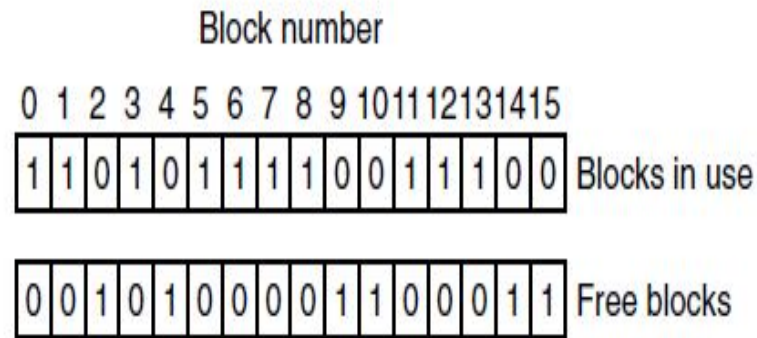 Block number
0 1 2 3 4 5 6 7 8 9 10 11 12 13 14 15
1 1 0 1 0 1 1 1 1 0 0 1 1 1 0 0 Blocks in use
0 0 1 0 1 0 0 0 0 1 1 0 0 0 1 1 Free blocks